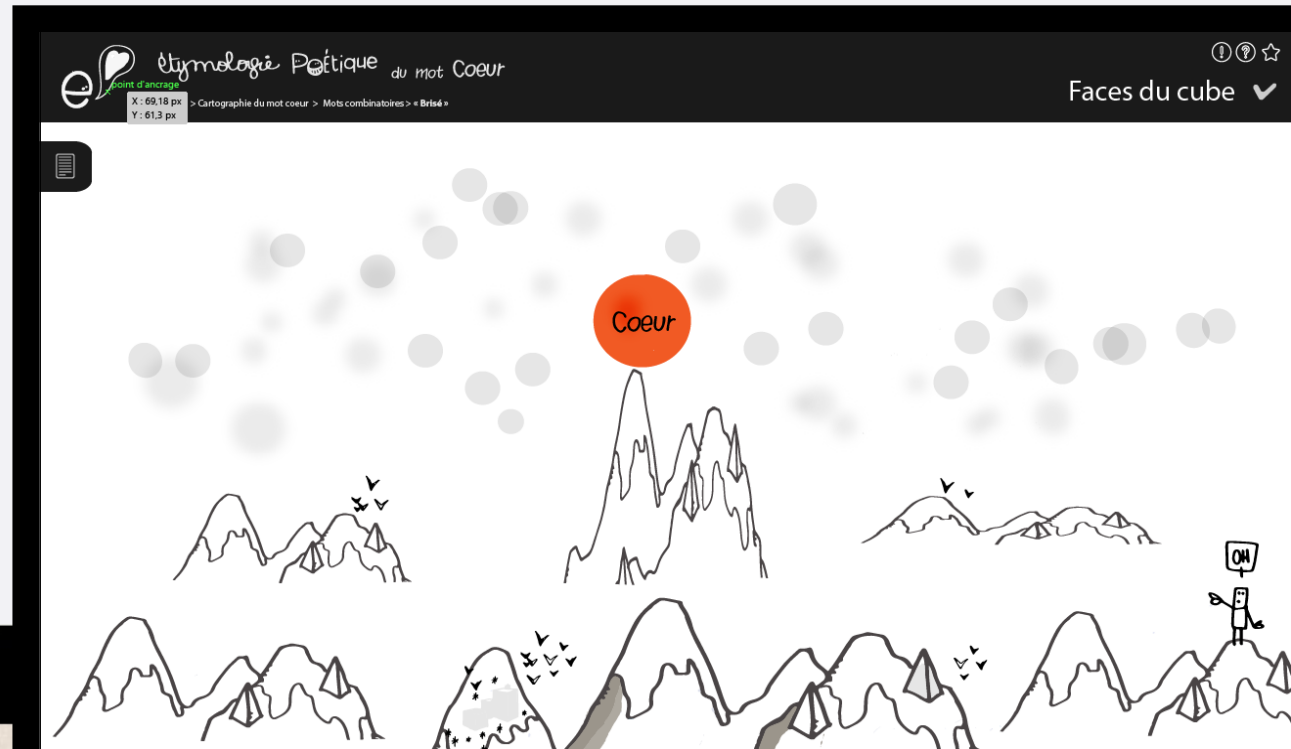 étymologie Poétique du mot Coeur
point d'ancrage
X : 69,18 px
Y : 61,3 px
> Cartographie du mot coeur > Mots combinatoires > « Brisé »
Faces du cube
Coeur
OH